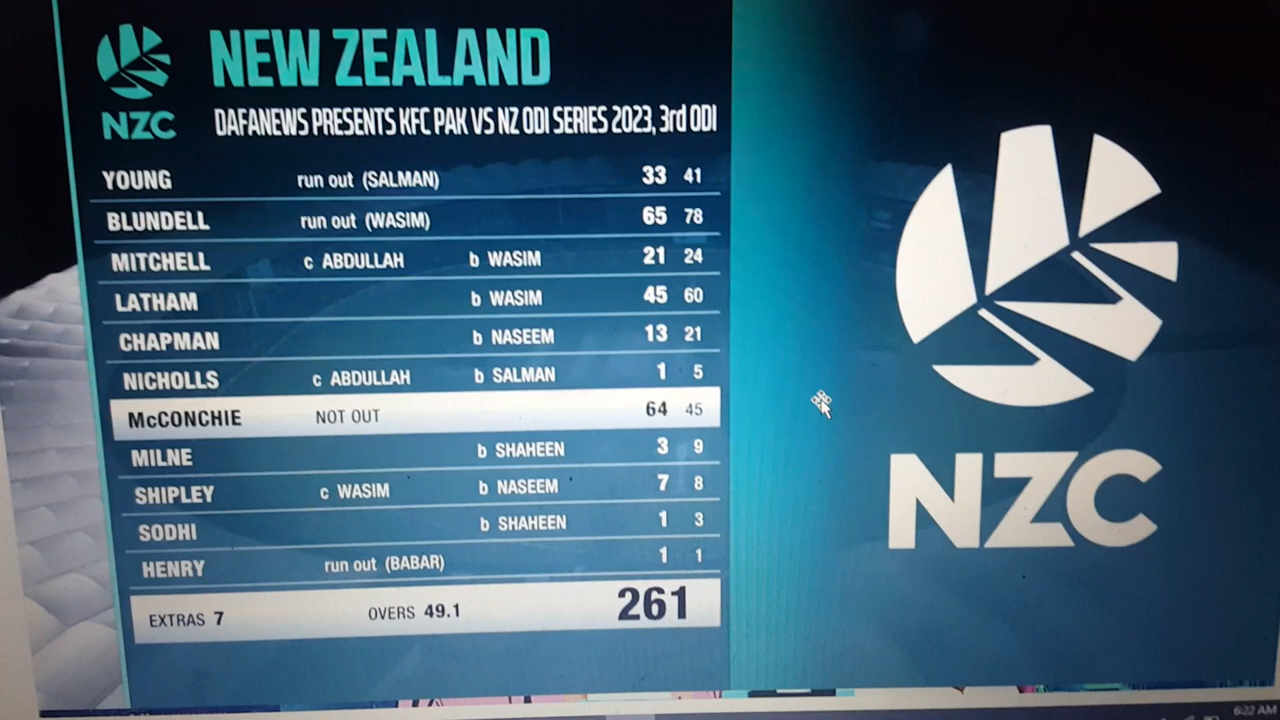 NEW ZEALAND
NZC
DAFANEWS PRESENTS KFC PAK VS NZ ODI SERIES 2023, 3rd ODI
YOUNG run out (SALMAN) 33 41
BLUNDELL run out (WASIM) 65 78
MITCHELL c ABDULLAH b WASIM 21 24
LATHAM b WASIM 45 60
CHAPMAN b NASEEM 13 21
NICHOLLS c ABDULLAH b SALMAN 1 5
McCONCHIE NOT OUT 64 45
MILNE b SHAHEEN 3 9
SHIPLEY c WASIM b NASEEM 7 8
SODHI b SHAHEEN 1 3
HENRY run out (BABAR) 1 1
EXTRAS 7 OVERS 49.1 261
NZC
6:22 AM